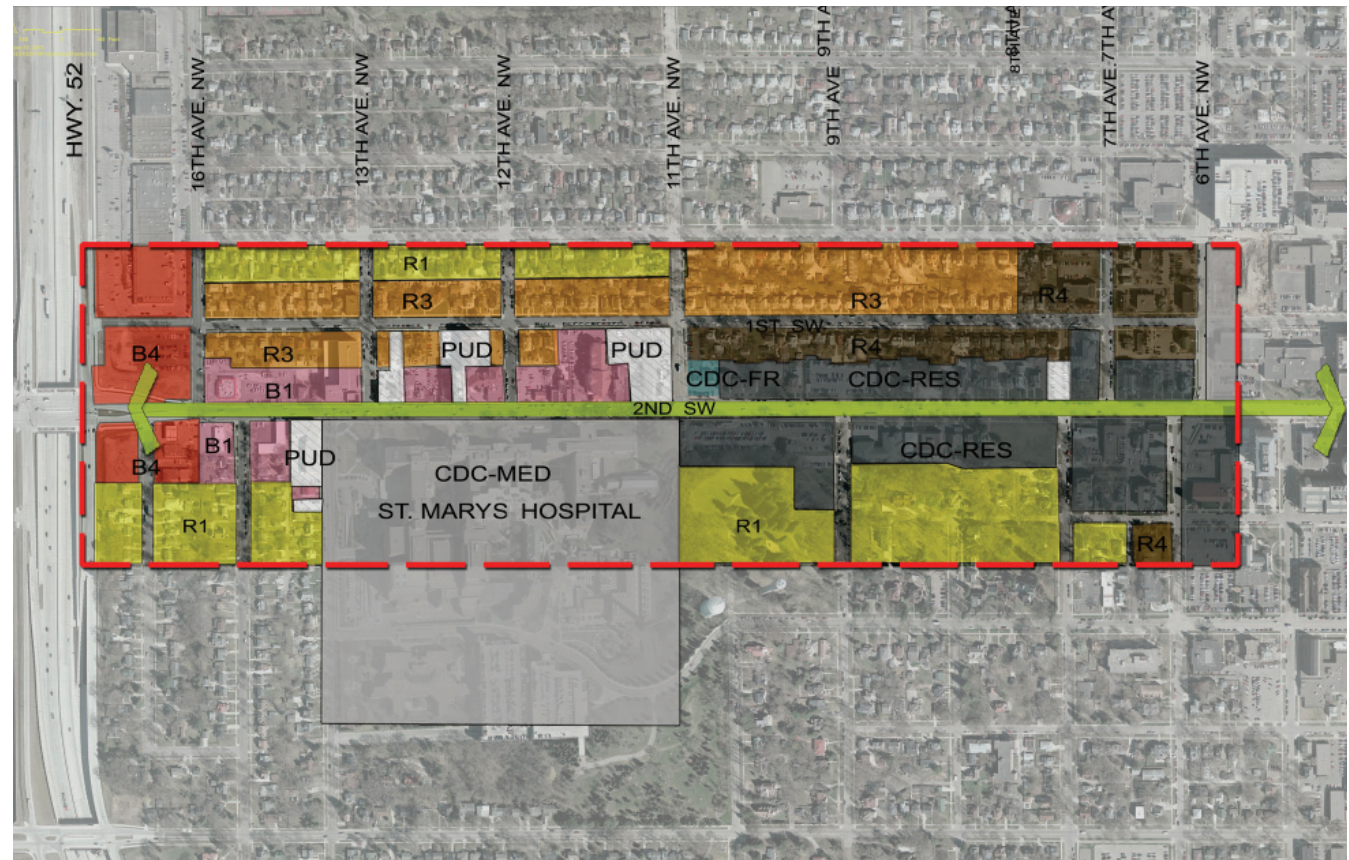 HWY. 52
16TH AVE. NW
13TH AVE. NW
12TH AVE. NW
11TH AVE. NW
9TH A
9TH AVE
8TH AVE
7TH A
7TH AVE.
6TH AVE. NW
R1
R3
R3
R4
1ST SW
B4
R3
PUD
PUD
R4
B1
CDC-FR
CDC-RES
2ND SW
B4
B1
PUD
CDC-MED
ST. MARYS HOSPITAL
CDC-RES
R1
R1
R4